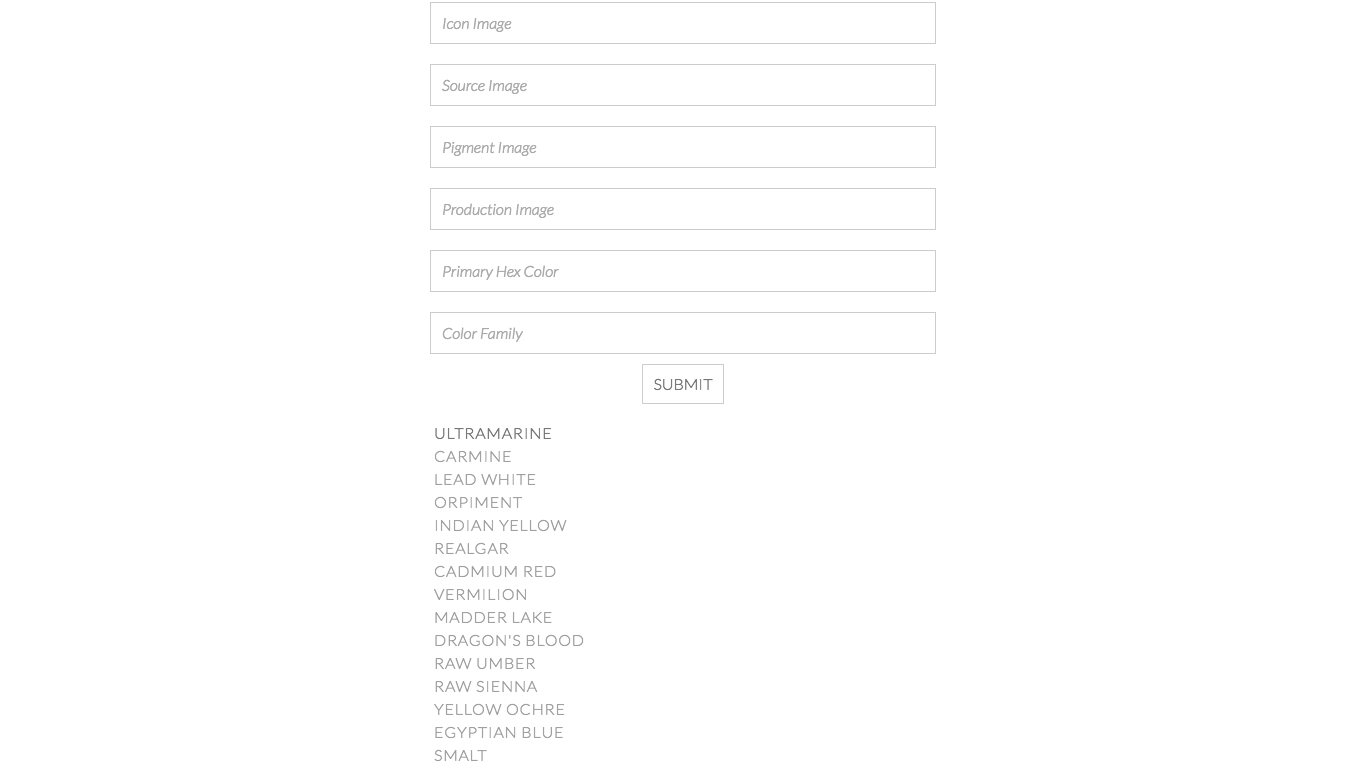 Icon Image
Source Image
Pigment Image
Production Image
Primary Hex Color
Color Family
SUBMIT
ULTRAMARINE
CARMINE
LEAD WHITE
ORPIMENT
INDIAN YELLOW
REALGAR
CADMIUM RED
VERMILION
MADDER LAKE
DRAGON'S BLOOD
RAW UMBER
RAW SIENNA
YELLOW OCHRE
EGYPTIAN BLUE
SMALT